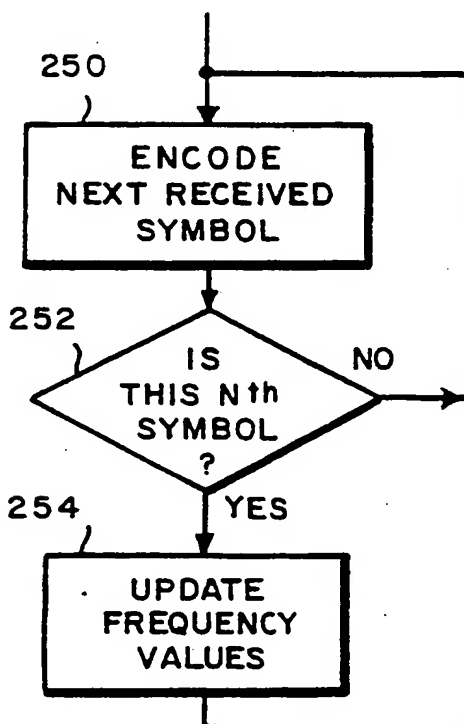 250
ENCODE
NEXT RECEIVED
SYMBOL
252
IS
THIS Nth
SYMBOL
?
NO
YES
254
UPDATE
FREQUENCY
VALUES